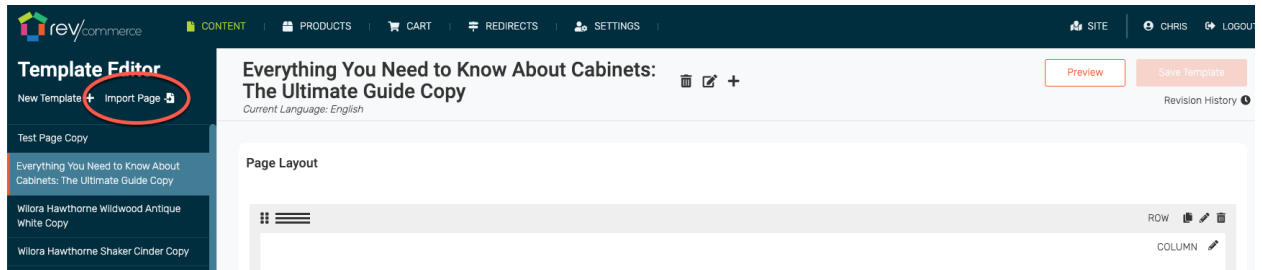 rev/commerce
CONTENT
PRODUCTS
CART
REDIRECTS
SETTINGS
SITE
CHRIS
LOGOUT
Template Editor
New Template +
Import Page
Test Page Copy
Everything You Need to Know About
Cabinets: The Ultimate Guide Copy
Wilora Hawthorne Wildwood Antique
White Copy
Wilora Hawthorne Shaker Cinder Copy
Everything You Need to Know About Cabinets:
The Ultimate Guide Copy
Current Language: English
Preview
Save Template
Revision History
Page Layout
ROW
COLUMN